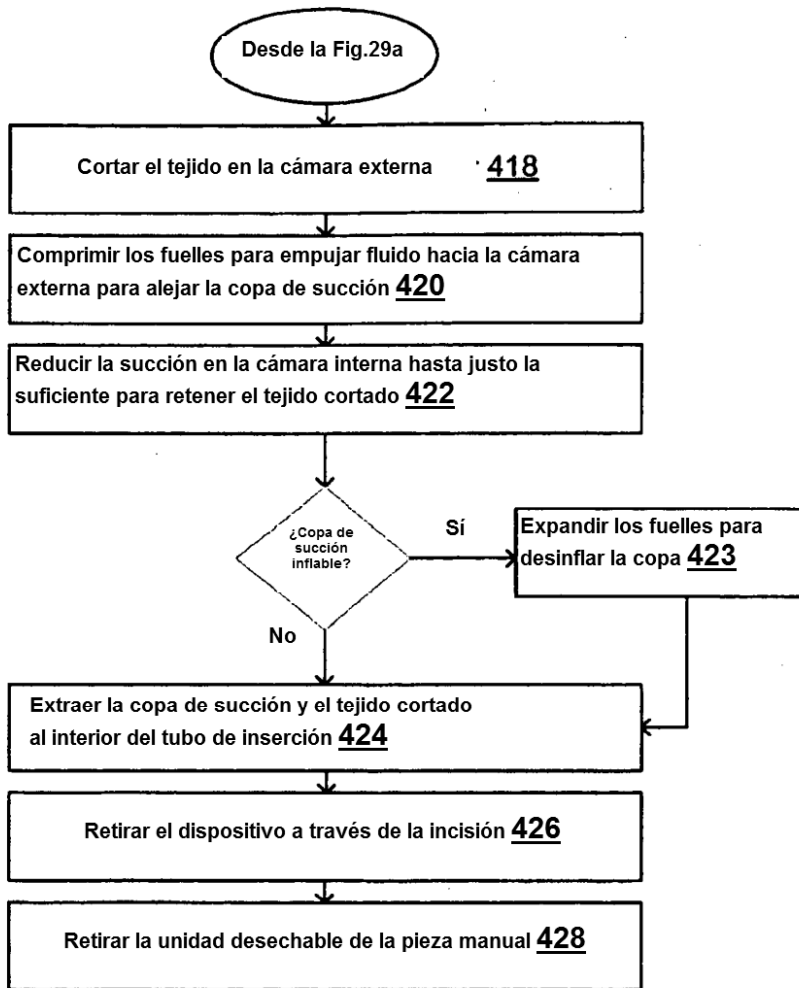 Desde la Fig.29a
Cortar el tejido en la cámara externa 418
Comprimir los fuelles para empujar fluido hacia la cámara
externa para alejar la copa de succión 420
Reducir la succión en la cámara interna hasta justo la
suficiente para retener el tejido cortado 422
¿Copa de
succión
inflable?
Sí
Expandir los fuelles para
desinflar la copa 423
No
Extraer la copa de succión y el tejido cortado
al interior del tubo de inserción 424
Retirar el dispositivo a través de la incisión 426
Retirar la unidad desechable de la pieza manual 428